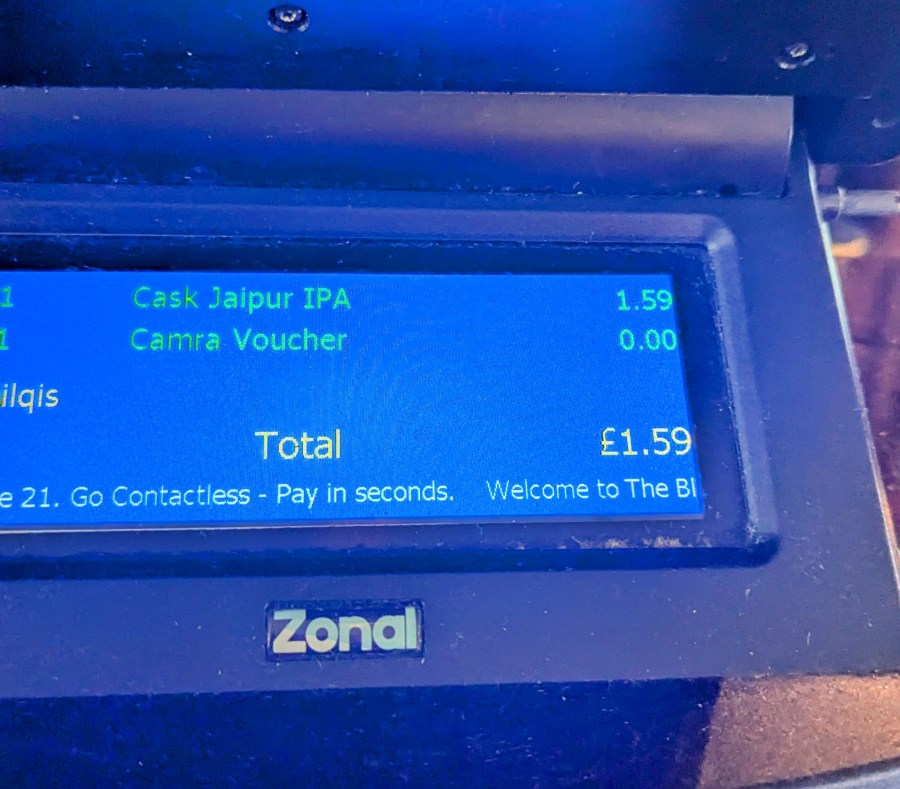 1 Cask Jaipur IPA 1.59
1 Camra Voucher 0.00
ilqis
Total £1.59
e 21. Go Contactless - Pay in seconds. Welcome to The Bl
Zonal